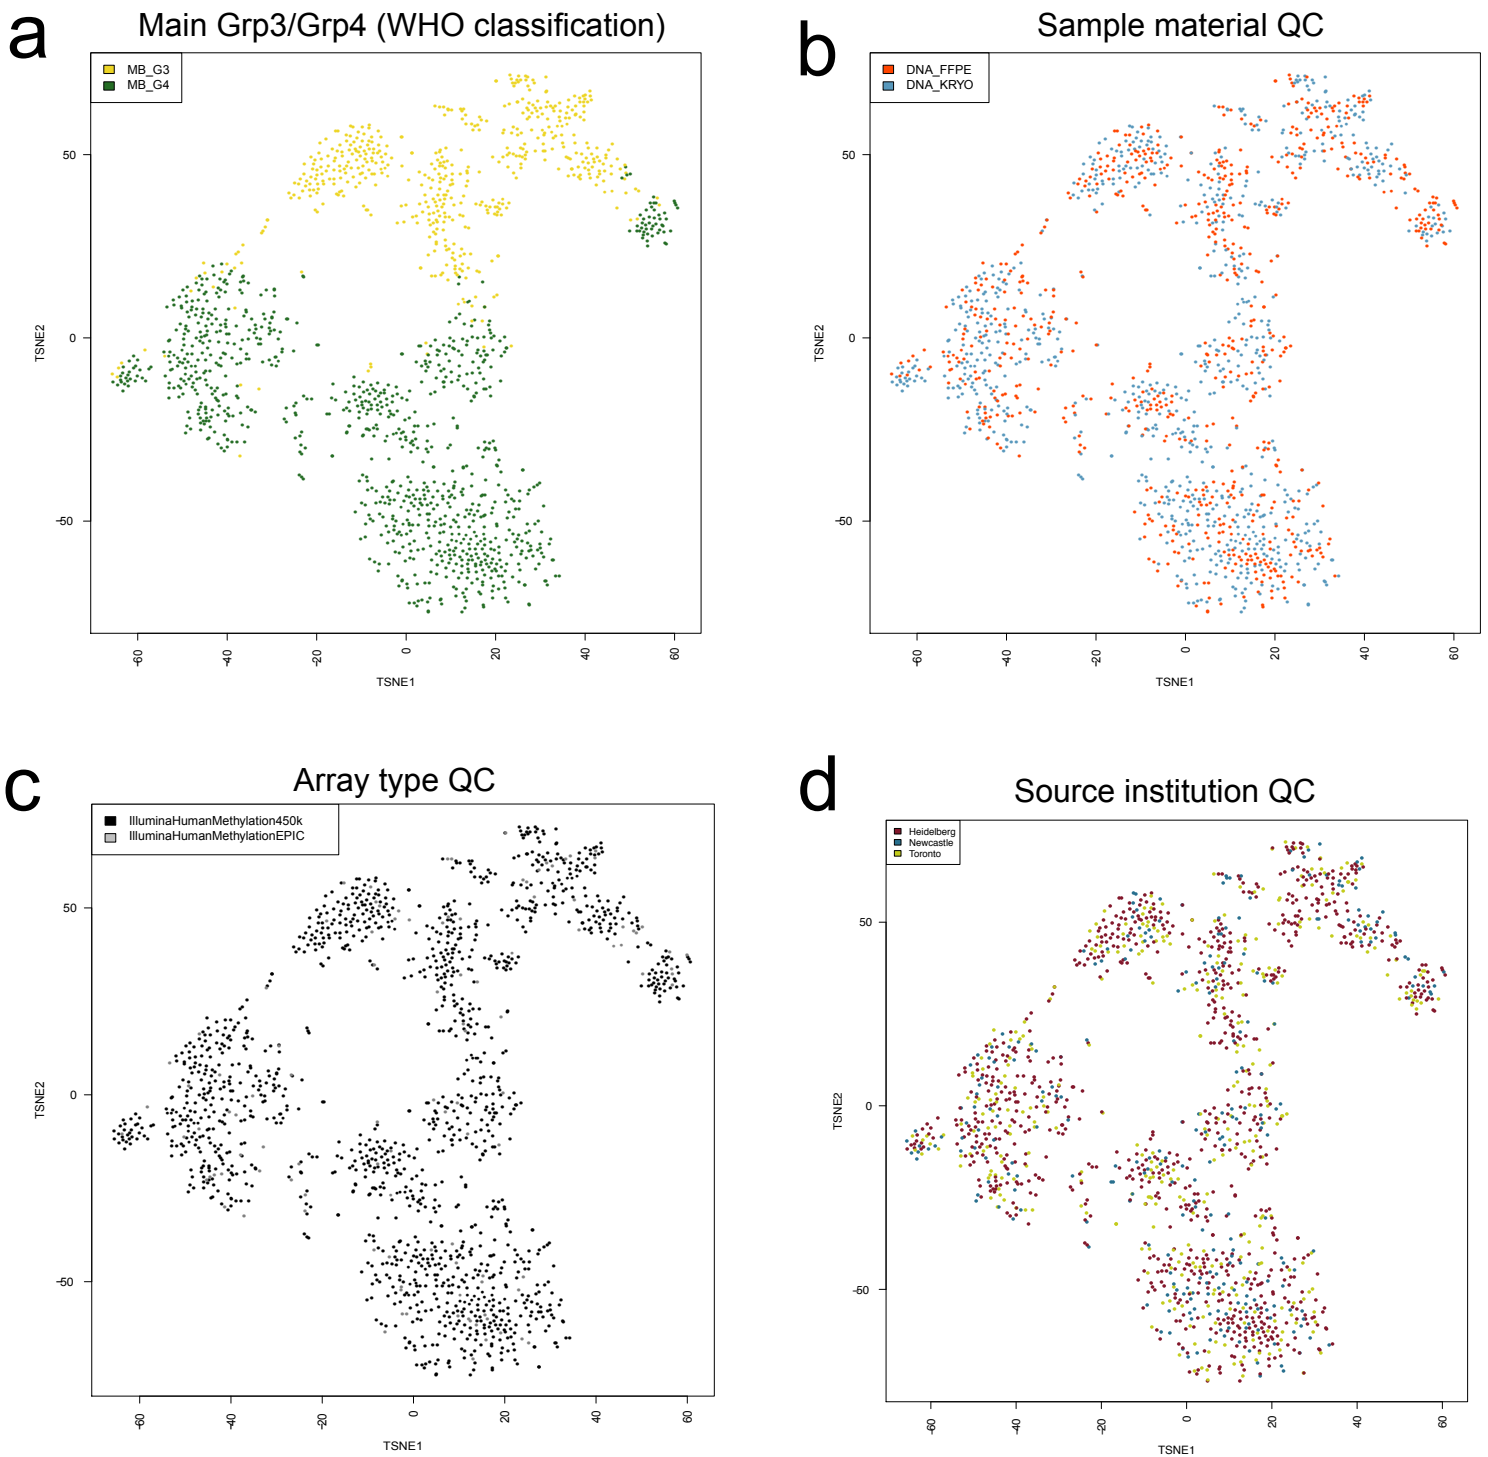 a
Main Grp3/Grp4 (WHO classification)
MB_G3
MB_G4
50
0
-50
TSNE2
-60
-40
-20
0
20
40
60
TSNE1
b
Sample material QC
DNA_FFPE
DNA_KRYO
50
0
-50
TSNE2
-60
-40
-20
0
20
40
60
TSNE1
c
Array type QC
IlluminaHumanMethylation450k
IlluminaHumanMethylationEPIC
50
0
-50
TSNE2
-60
-40
-20
0
20
40
60
TSNE1
d
Source institution QC
Heidelberg
Newcastle
Toronto
50
0
-50
TSNE2
-60
-40
-20
0
20
40
60
TSNE1